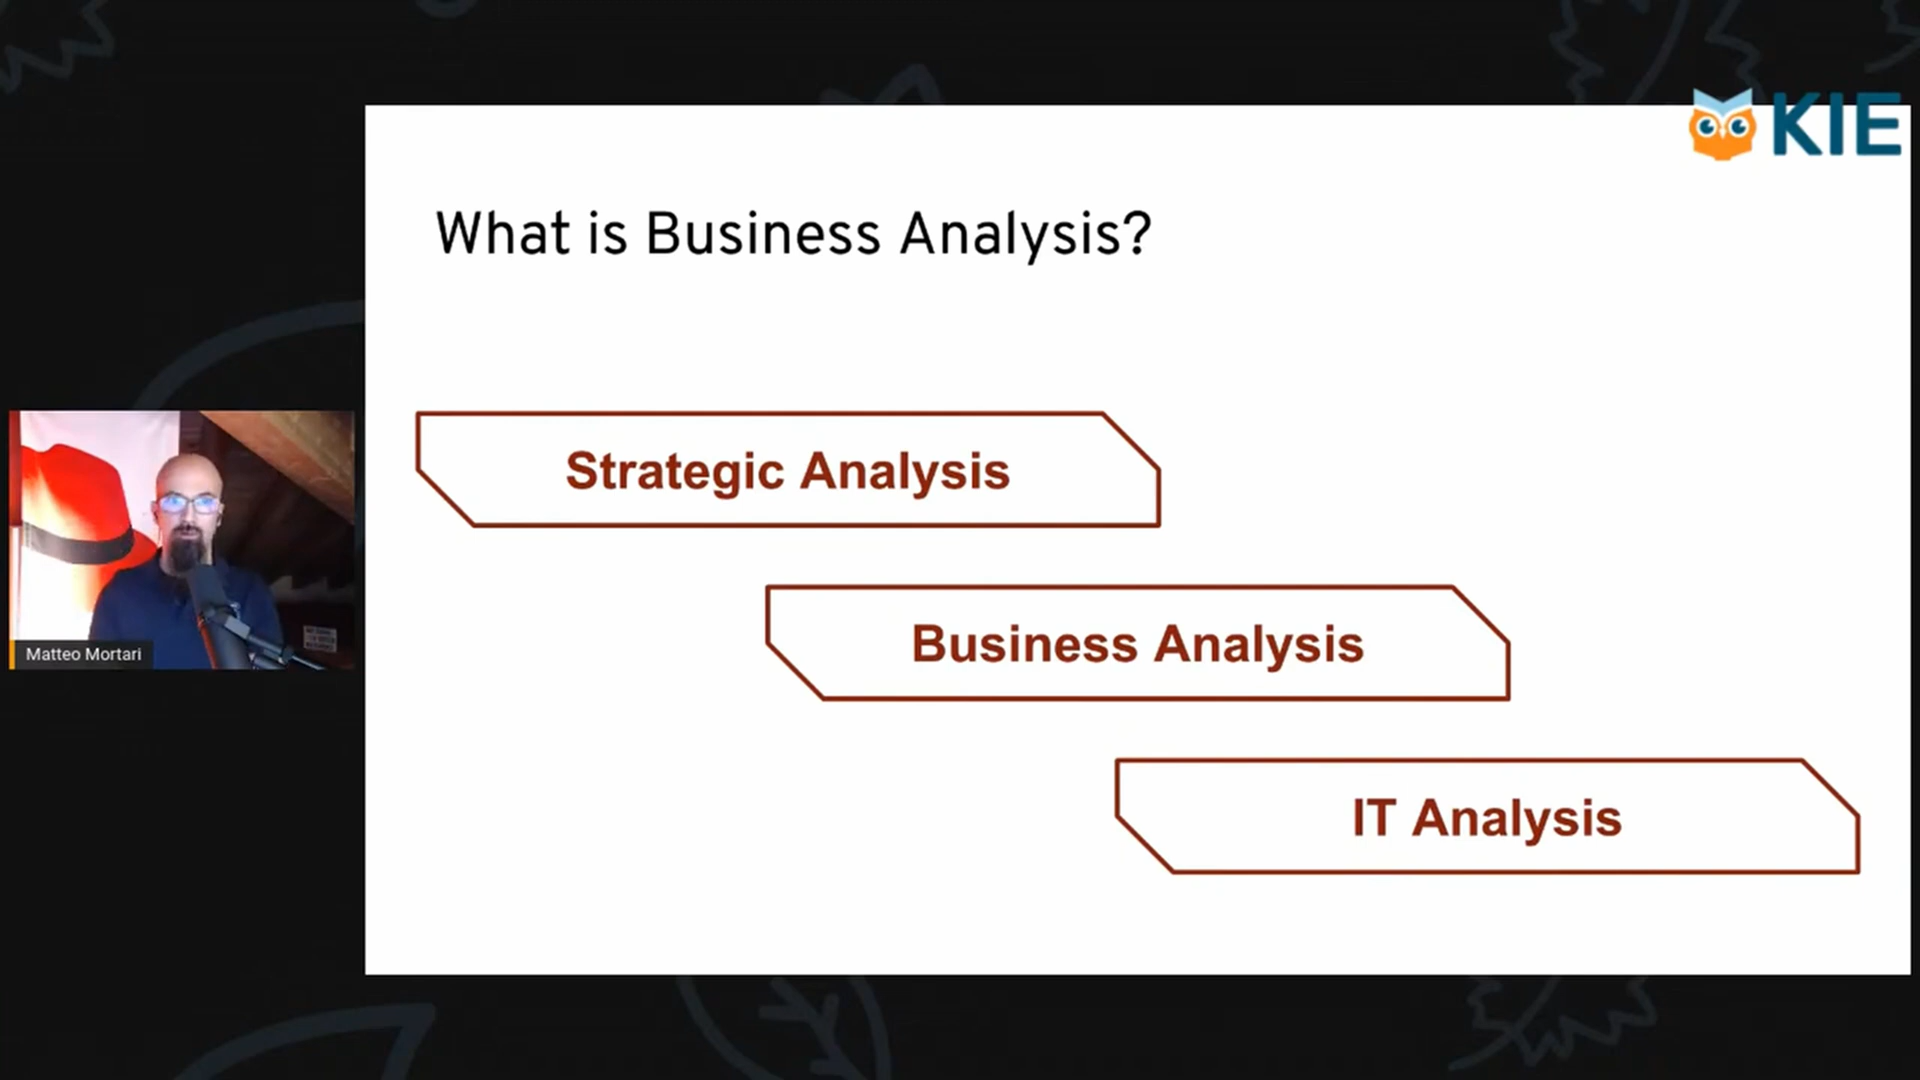 KIE
What is Business Analysis?
Strategic Analysis
Business Analysis
Matteo Mortari
IT Analysis